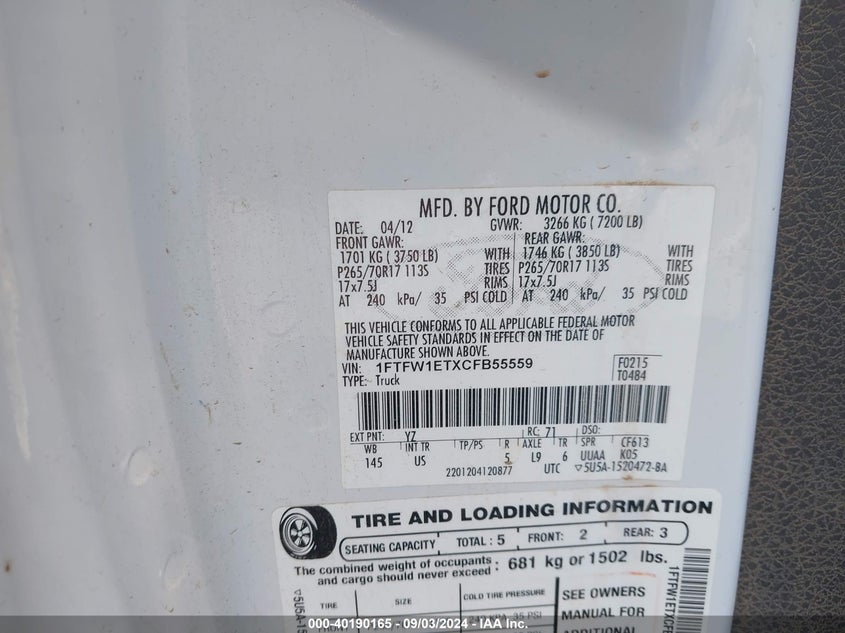 MFD. BY FORD MOTOR CO.
DATE: 04/12 GVWR: 3266 KG ( 7200 LB)
FRONT GAWR: REAR GAWR:
1701 KG ( 3750 LB) WITH 1746 KG ( 3850 LB) WITH
P265/70R17 113S TIRES P265/70R17 113S TIRES
17x7.5J RIMS 17x7.5J RIMS
AT 240 kPa/ 35 PSI COLD AT 240 kPa/ 35 PSI COLD
THIS VEHICLE CONFORMS TO ALL APPLICABLE FEDERAL MOTOR
VEHICLE SAFETY STANDARDS IN EFFECT ON THE DATE OF
MANUFACTURE SHOWN ABOVE.
VIN: 1FTFW1ETXCFB55559 F0215
TYPE: Truck T0484
EXT PNT: YZ RC: 71 DSO:
WB INT TR TP/PS R AXLE TR SPR CF613
145 US 5 L9 6 UUAA K05
2201204120877 UTC ▽5U5A-1520472-BA
TIRE AND LOADING INFORMATION
SEATING CAPACITY TOTAL : 5 FRONT: 2 REAR: 3
The combined weight of occupants
and cargo should never exceed : 681 kg or 1502 lbs.
TIRE SIZE COLD TIRE PRESSURE SEE OWNERS
MANUAL FOR
FRONT 35 PSI ADDITIONAL
000-40190165 - 09/03/2024 - IAAI.com